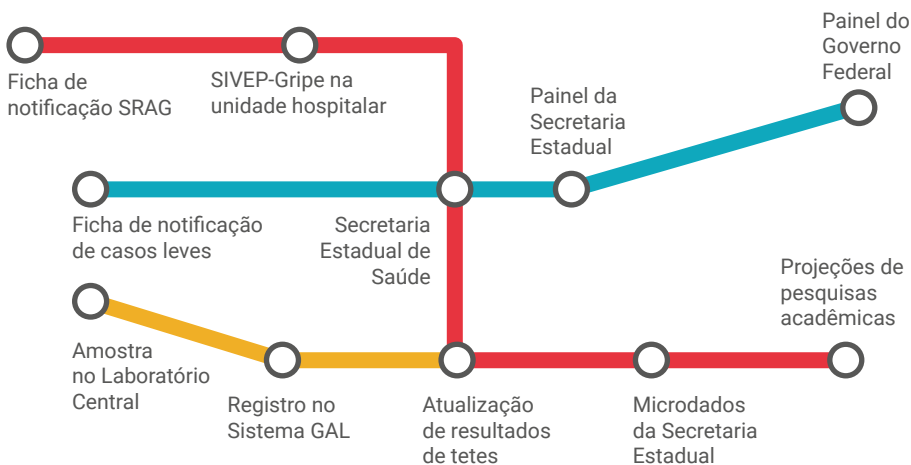 Painel do
Governo
Federal
Ficha de
notificação SRAG
SIVEP-Gripe na
unidade hospitalar
Painel da
Secretaria
Estadual
Ficha de notificação
de casos leves
Secretaria
Estadual de
Saúde
Projeções de
pesquisas
acadêmicas
Amostra
no Laboratório
Central
Registro no
Sistema GAL
Atualização
de resultados
de tetes
Microdados
da Secretaria
Estadual